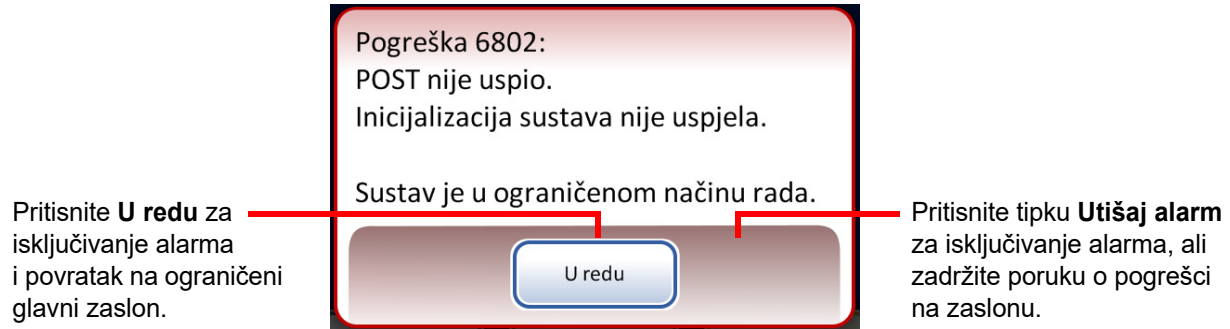 Pogreška 6802:
POST nije uspio.
Inicijalizacija sustava nije uspjela.
Sustav je u ograničenom načinu rada.
U redu
Pritisnite U redu za
isključivanje alarma
i povratak na ograničeni
glavni zaslon.
Pritisnite tipku Utišaj alarm
za isključivanje alarma, ali
zadržite poruku o pogrešci
na zaslonu.